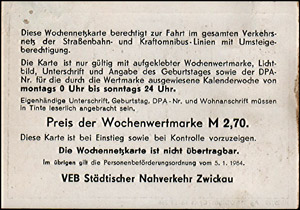 Diese Wochennetzkarte berechtigt zur Fahrt im gesamten Verkehrs-
netz der Straßenbahn- und Kraftomnibus-Linien mit Umsteige-
berechtigung.
Die Karte ist nur gültig mit aufgeklebter Wochenwertmarke, Licht-
bild, Unterschrift und Angabe des Geburtstages sowie der DPA-
Nr. für die durch die Wertmarke ausgewiesene Kalenderwoche von
montags 0 Uhr bis sonntags 24 Uhr.
Eigenhändige Unterschrift, Geburtstag, DPA-Nr. und Wohnanschrift müssen
in Tinte leserlich angebracht sein.
Preis der Wochenwertmarke M 2,70.
Diese Karte ist bei Einstieg sowie bei Kontrolle vorzuzeigen.
Die Wochennetzkarte ist nicht übertragbar.
Im übrigen gilt die Personenbeförderungsordnung vom 5. 1. 1984.
VEB Städtischer Nahverkehr Zwickau